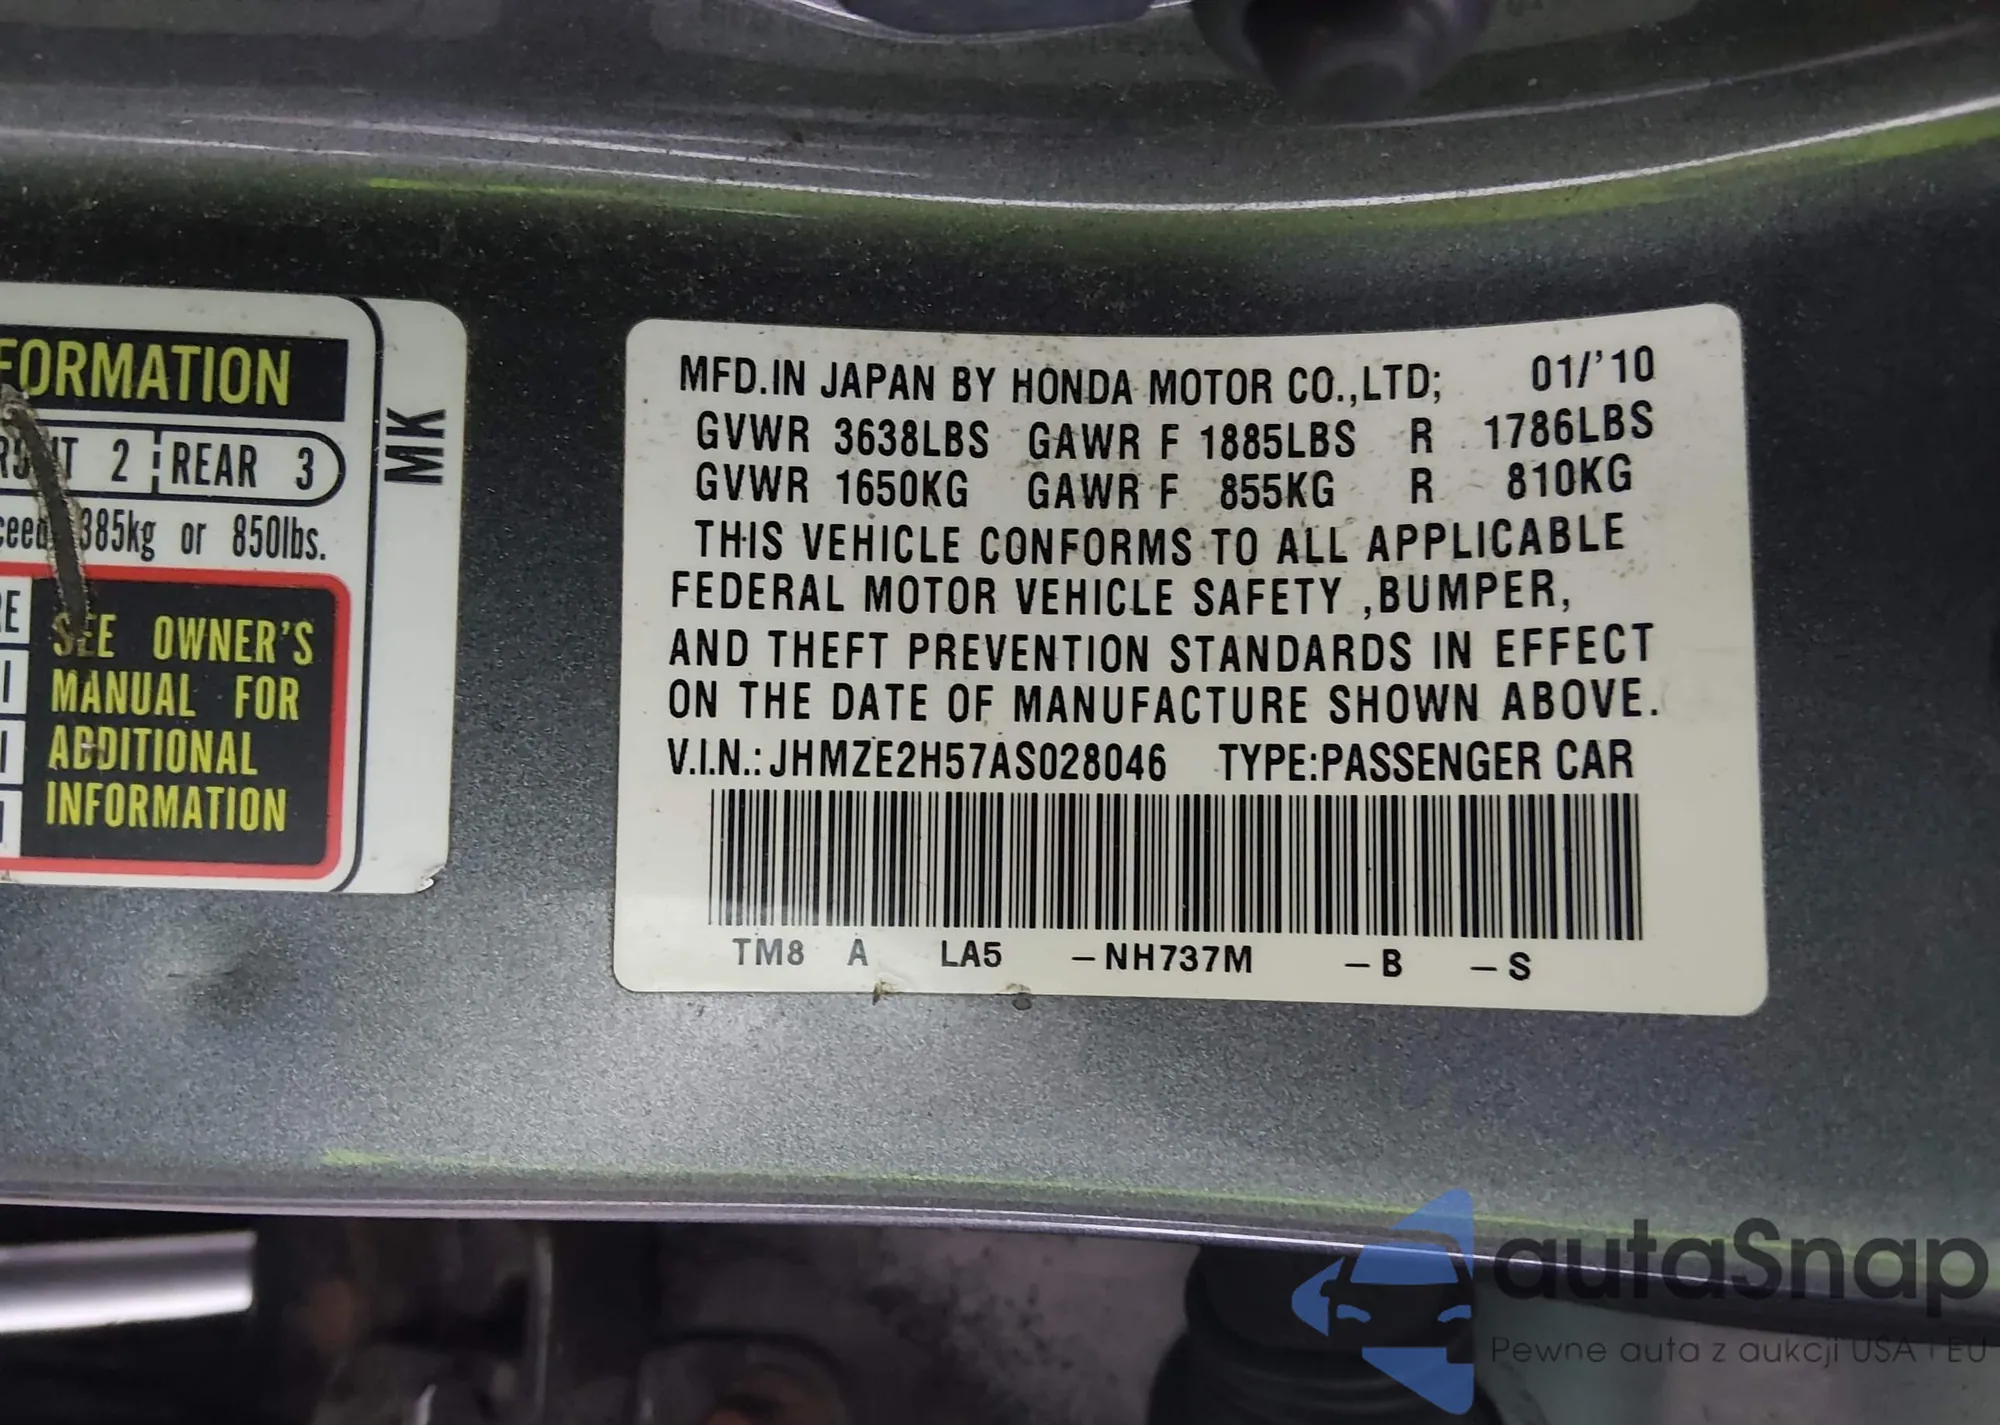 FORMATION
2 REAR 3
385kg or 850lbs.
SEE OWNER'S
MANUAL FOR
ADDITIONAL
INFORMATION
MK
MFD.IN JAPAN BY HONDA MOTOR CO.,LTD; 01/'10
GVWR 3638LBS GAWR F 1885LBS R 1786LBS
GVWR 1650KG GAWR F 855KG R 810KG
THIS VEHICLE CONFORMS TO ALL APPLICABLE
FEDERAL MOTOR VEHICLE SAFETY ,BUMPER,
AND THEFT PREVENTION STANDARDS IN EFFECT
ON THE DATE OF MANUFACTURE SHOWN ABOVE.
V.I.N.: JHMZE2H57AS028046 TYPE:PASSENGER CAR
TM8 A LA5 -NH737M -B -S
autaSnap
Pewne auta z aukcji USA i EU